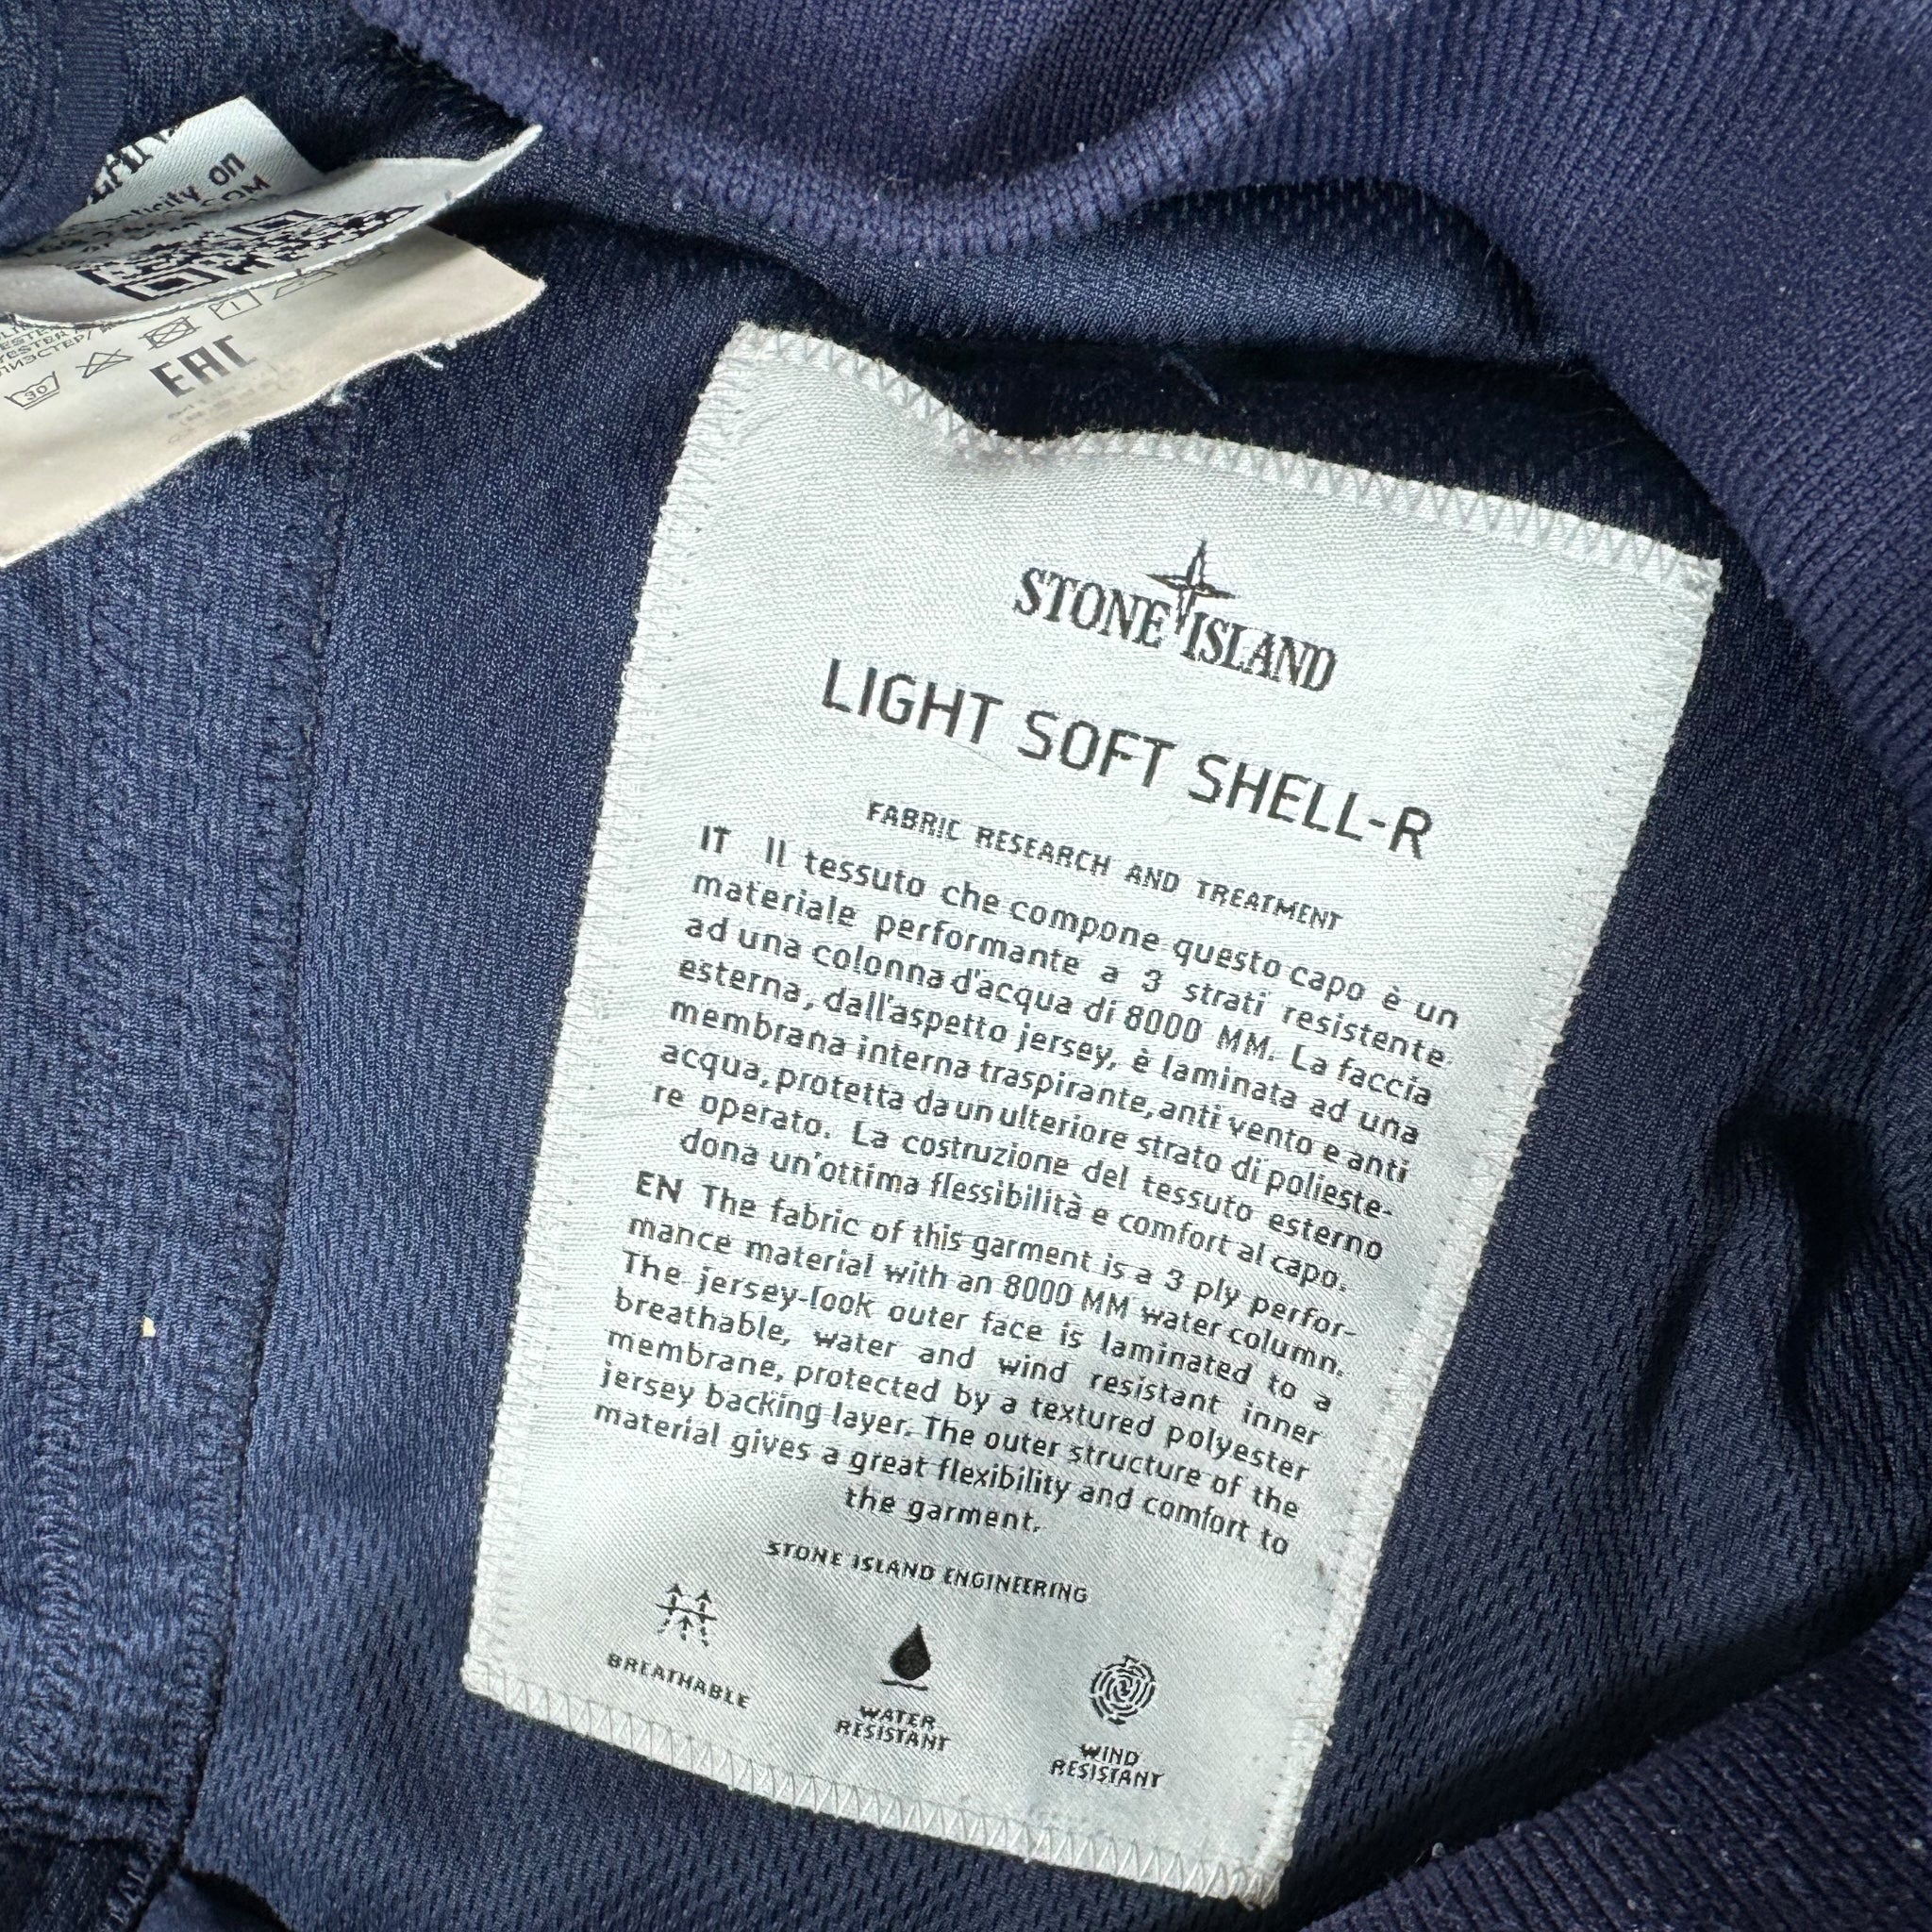 on
.COM
30
EAC
STONE ISLAND
LIGHT SOFT SHELL-R
FABRIC RESEARCH AND TREATMENT
IT Il tessuto che compone questo capo è un
materiale performante a 3 strati resistente
ad una colonna d'acqua di 8000 MM. La faccia
esterna, dall'aspetto jersey, è laminata ad una
membrana interna traspirante, anti vento e anti
acqua, protetta da un ulteriore strato di polieste-
re operato. La costruzione del tessuto esterno
dona un'ottima flessibilità e comfort al capo.
EN The fabric of this garment is a 3 ply perfor-
mance material with an 8000 MM water column.
The jersey-look outer face is laminated to a
breathable, water and wind resistant inner
membrane, protected by a textured polyester
jersey backing layer. The outer structure of the
material gives a great flexibility and comfort to
the garment.
STONE ISLAND ENGINEERING
BREATHABLE
WATER
RESISTANT
WIND
RESISTANT